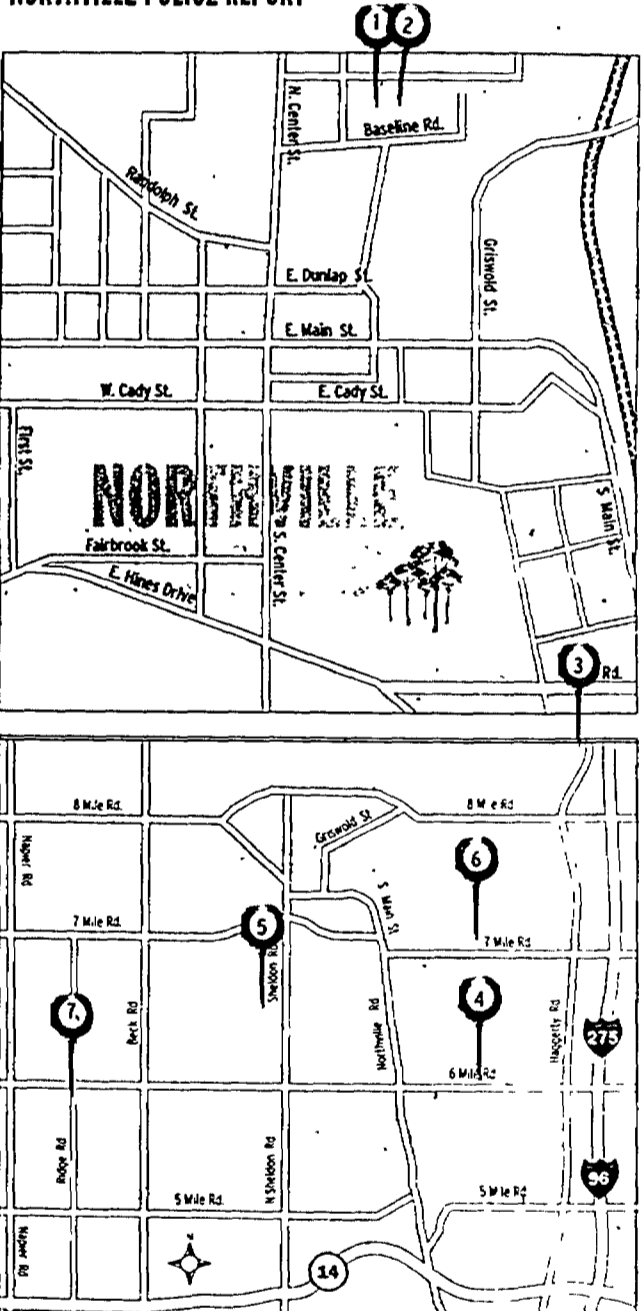 NORTHVILLE POLICE REPORT
1 2
N. Center St.
Baseline Rd.
Randolph St.
Griswold St.
E. Dunlap St.
E. Main St.
W. Cady St.
E. Cady St.
First St.
S. Main St.
Fairbrook St.
S. Center St.
E. Hines Drive
3
Rd.
8 Mile Rd.
8 Mile Rd
Griswold St
Napier Rd
6
S Main St
7 Mile Rd.
5
7 Mile Rd
Sheldon Rd
7
Beck Rd
Northville Rd
4
Haggerty Rd
275
6 Mile Rd
Ridge Rd
N Sheldon Rd
5 Mile Rd.
5 Mile Rd
96
Napier Rd
14